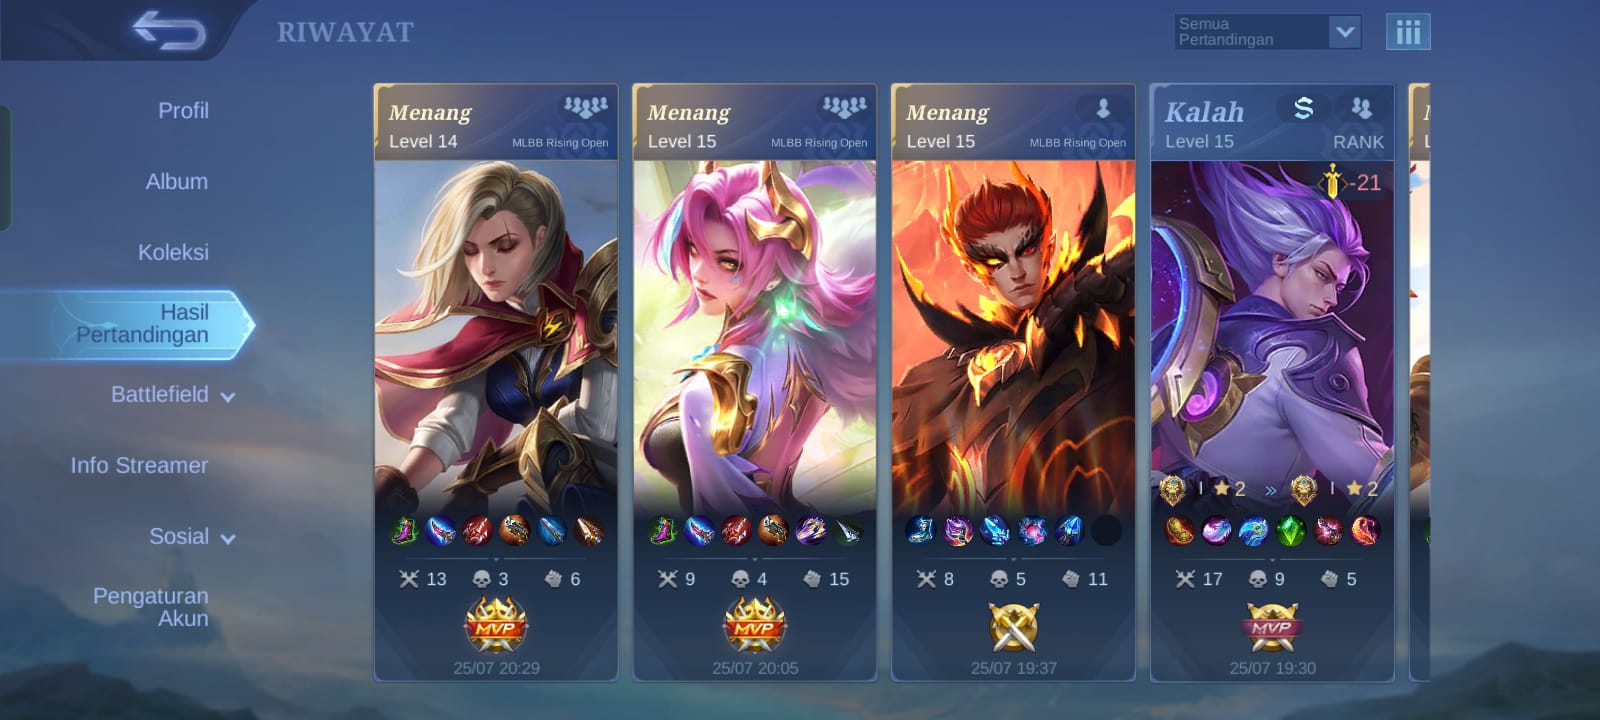 RIWAYAT
Semua
Pertandingan
Profil
Album
Koleksi
Hasil
Pertandingan
Battlefield
Info Streamer
Sosial
Pengaturan
Akun
Menang
Level 14
MLBB Rising Open
13 3 6
MVP
25/07 20:29
Menang
Level 15
MLBB Rising Open
9 4 15
MVP
25/07 20:05
Menang
Level 15
MLBB Rising Open
8 5 11
25/07 19:37
Kalah
Level 15
RANK
-21
I 2 » I 2
17 9 5
MVP
25/07 19:30